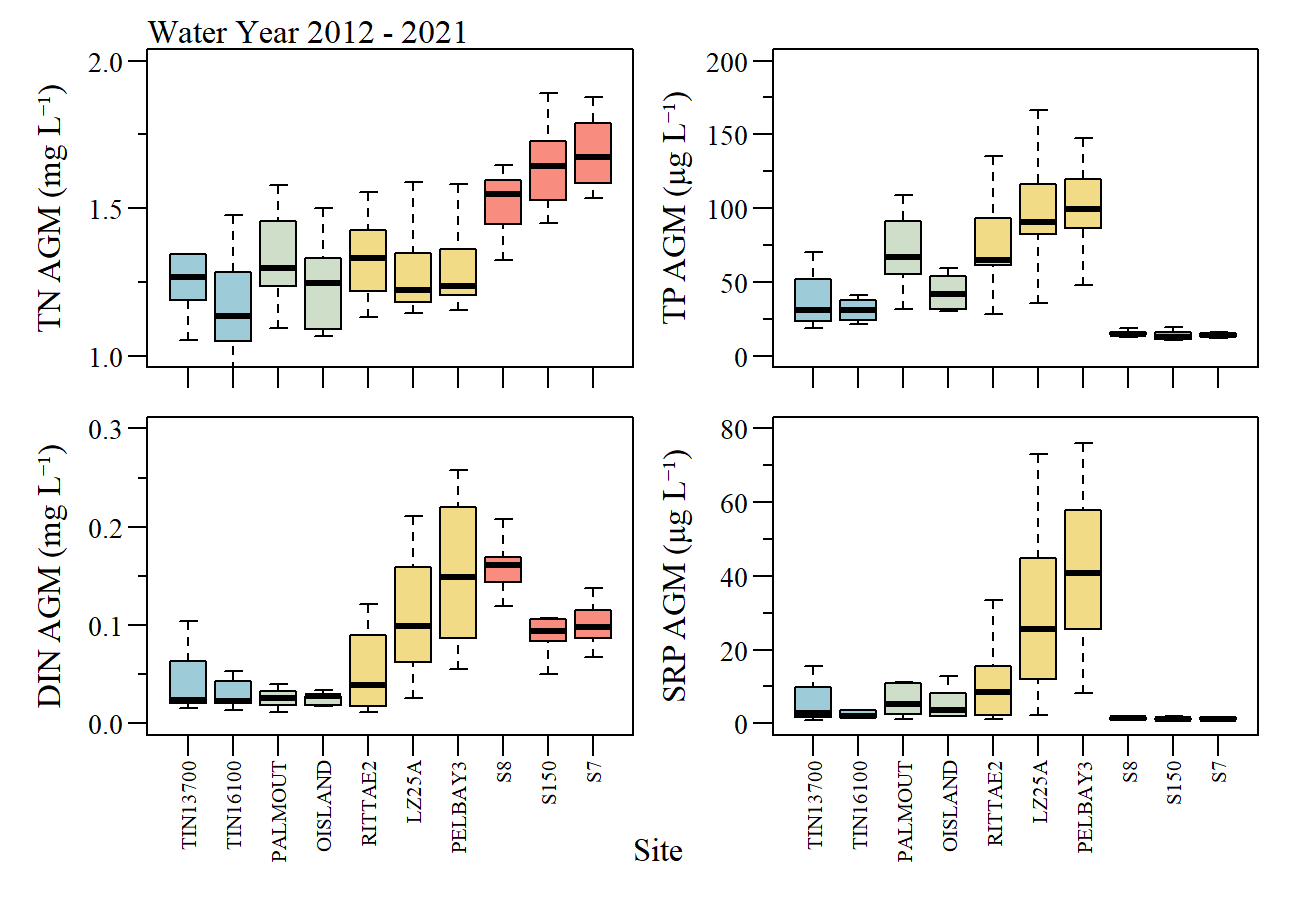 Water Year 2012 - 2021
TN AGM (mg L⁻¹)
2.0
1.5
1.0
TP AGM (μg L⁻¹)
200
150
100
50
0
DIN AGM (mg L⁻¹)
0.3
0.2
0.1
0.0
TIN13700
TIN16100
PALMOUT
OISLAND
RITTAE2
LZ25A
PELBAY3
S8
S150
S7
SRP AGM (μg L⁻¹)
80
60
40
20
0
TIN13700
TIN16100
PALMOUT
OISLAND
RITTAE2
LZ25A
PELBAY3
S8
S150
S7
Site